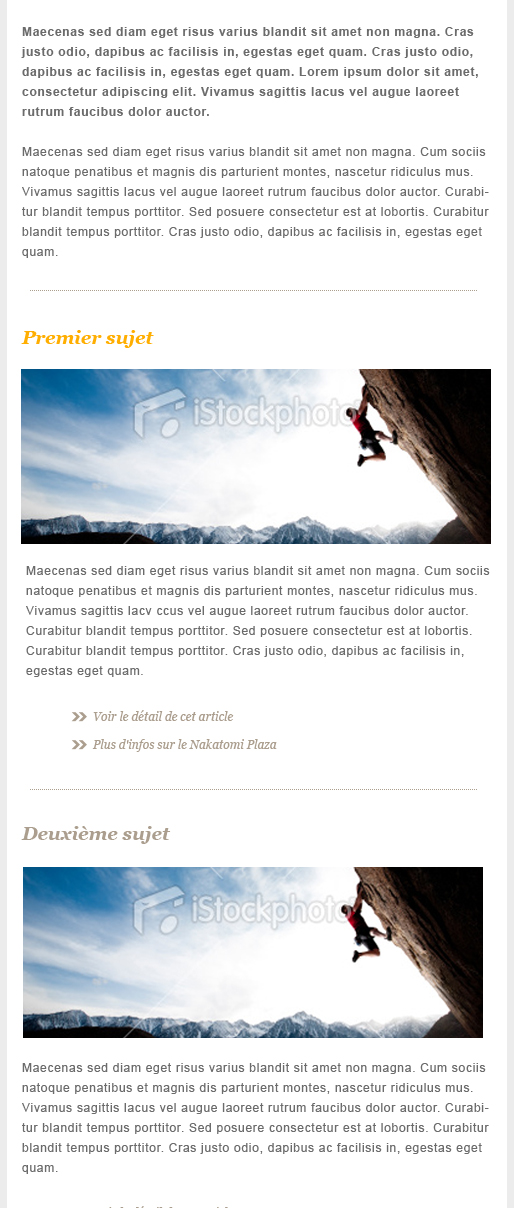 Maecenas sed diam eget risus varius blandit sit amet non magna. Cras
justo odio, dapibus ac facilisis in, egestas eget quam. Cras justo odio,
dapibus ac facilisis in, egestas eget quam. Lorem ipsum dolor sit amet,
consectetur adipiscing elit. Vivamus sagittis lacus vel augue laoreet
rutrum faucibus dolor auctor.
Maecenas sed diam eget risus varius blandit sit amet non magna. Cum sociis
natoque penatibus et magnis dis parturient montes, nascetur ridiculus mus.
Vivamus sagittis lacus vel augue laoreet rutrum faucibus dolor auctor. Curabi-
tur blandit tempus porttitor. Sed posuere consectetur est at lobortis. Curabitur
blandit tempus porttitor. Cras justo odio, dapibus ac facilisis in, egestas eget
quam.
Premier sujet
iStockphoto
Maecenas sed diam eget risus varius blandit sit amet non magna. Cum sociis
natoque penatibus et magnis dis parturient montes, nascetur ridiculus mus.
Vivamus sagittis lacv ccus vel augue laoreet rutrum faucibus dolor auctor.
Curabitur blandit tempus porttitor. Sed posuere consectetur est at lobortis.
Curabitur blandit tempus porttitor. Cras justo odio, dapibus ac facilisis in,
egestas eget quam.
Voir le détail de cet article
Plus d'infos sur le Nakatomi Plaza
Deuxième sujet
iStockphoto
Maecenas sed diam eget risus varius blandit sit amet non magna. Cum sociis
natoque penatibus et magnis dis parturient montes, nascetur ridiculus mus.
Vivamus sagittis lacus vel augue laoreet rutrum faucibus dolor auctor. Curabi-
tur blandit tempus porttitor. Sed posuere consectetur est at lobortis. Curabitur
blandit tempus porttitor. Cras justo odio, dapibus ac facilisis in, egestas eget
quam.